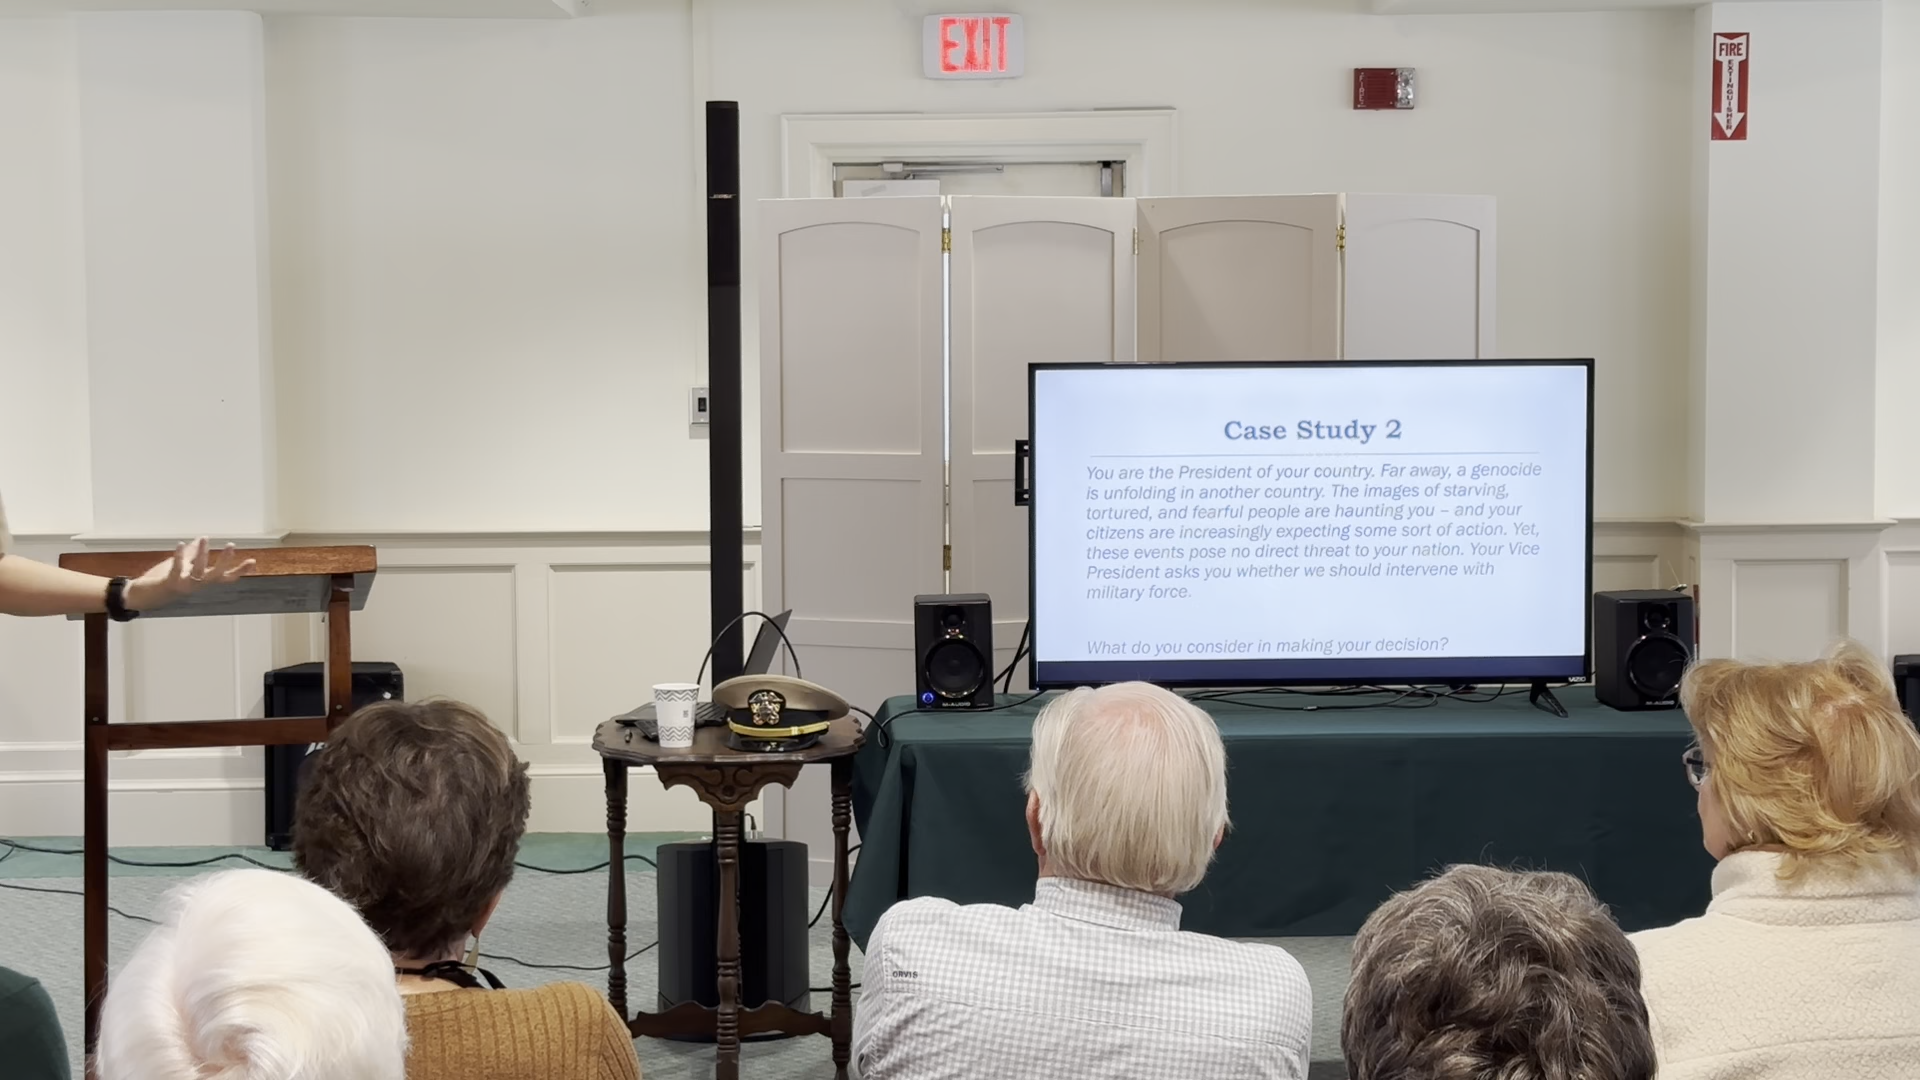 EXIT
FIRE
FIRE
EXTINGUISHER
BOSE
Case Study 2
You are the President of your country. Far away, a genocide
is unfolding in another country. The images of starving,
tortured, and fearful people are haunting you – and your
citizens are increasingly expecting some sort of action. Yet,
these events pose no direct threat to your nation. Your Vice
President asks you whether we should intervene with
military force.
What do you consider in making your decision?
VIZIO
M-AUDIO
M-AUDIO
ORVIS